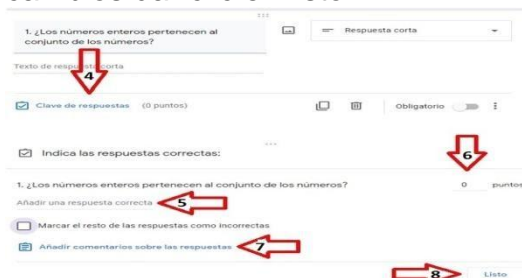 1. ¿Los números enteros pertenecen al
conjunto de los números?
Respuesta corta
Texto de respuesta corta
4
Clave de respuestas (0 puntos)
Obligatorio
Indica las respuestas correctas:
6
1. ¿Los números enteros pertenecen al conjunto de los números?
0 puntos
Añadir una respuesta correcta
5
Marcar el resto de las respuestas como incorrectas
Añadir comentarios sobre las respuestas
7
8
Listo